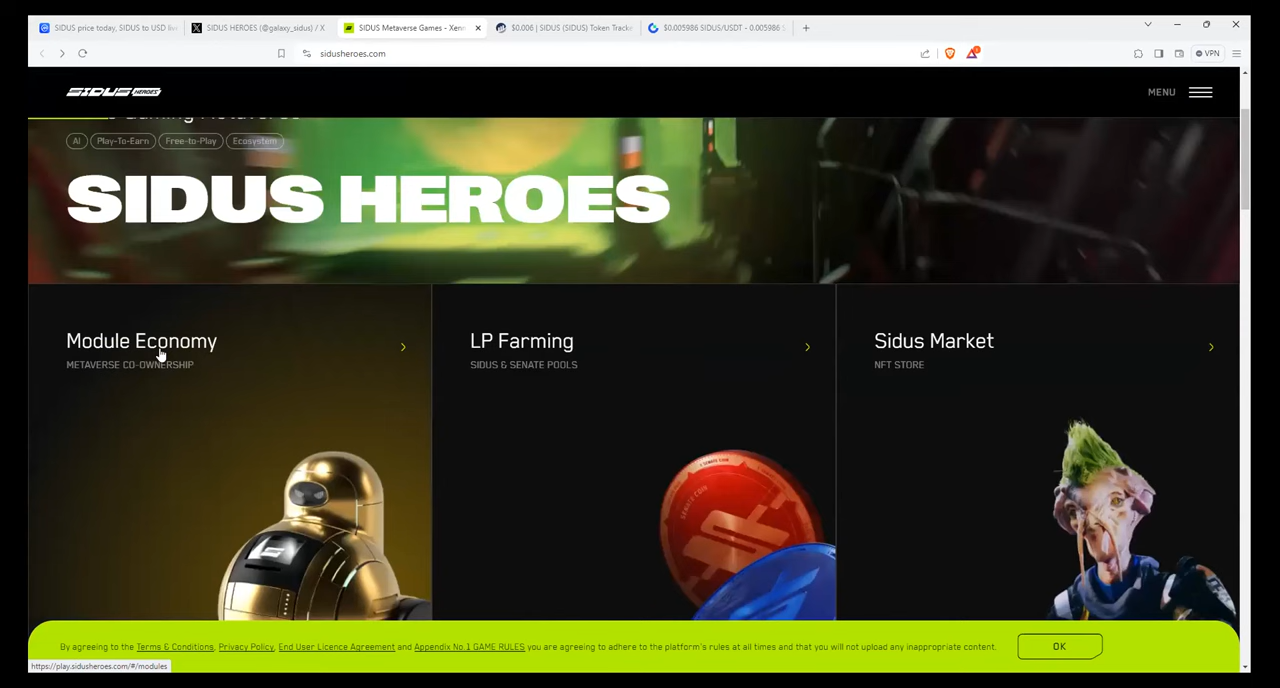 SIDUS price today, SIDUS to USD liv
SIDUS HEROES (@galaxy_sidus) / X
SIDUS Metaverse Games - Xen
$0.006 | SIDUS (SIDUS) Token Tracke
$0.005986 SIDUS/USDT - 0.005986 S
sidusheroes.com
VPN
SIDUS HEROES
MENU
AI
Play-To-Earn
Free-to-Play
Ecosystem
SIDUS HEROES
Module Economy
METAVERSE CO-OWNERSHIP
LP Farming
SIDUS & SENATE POOLS
Sidus Market
NFT STORE
By agreeing to the Terms & Conditions, Privacy Policy, End User Licence Agreement and Appendix No.1 GAME RULES you are agreeing to adhere to the platform's rules at all times and that you will not upload any inappropriate content.
OK
https://play.sidusheroes.com/#/modules